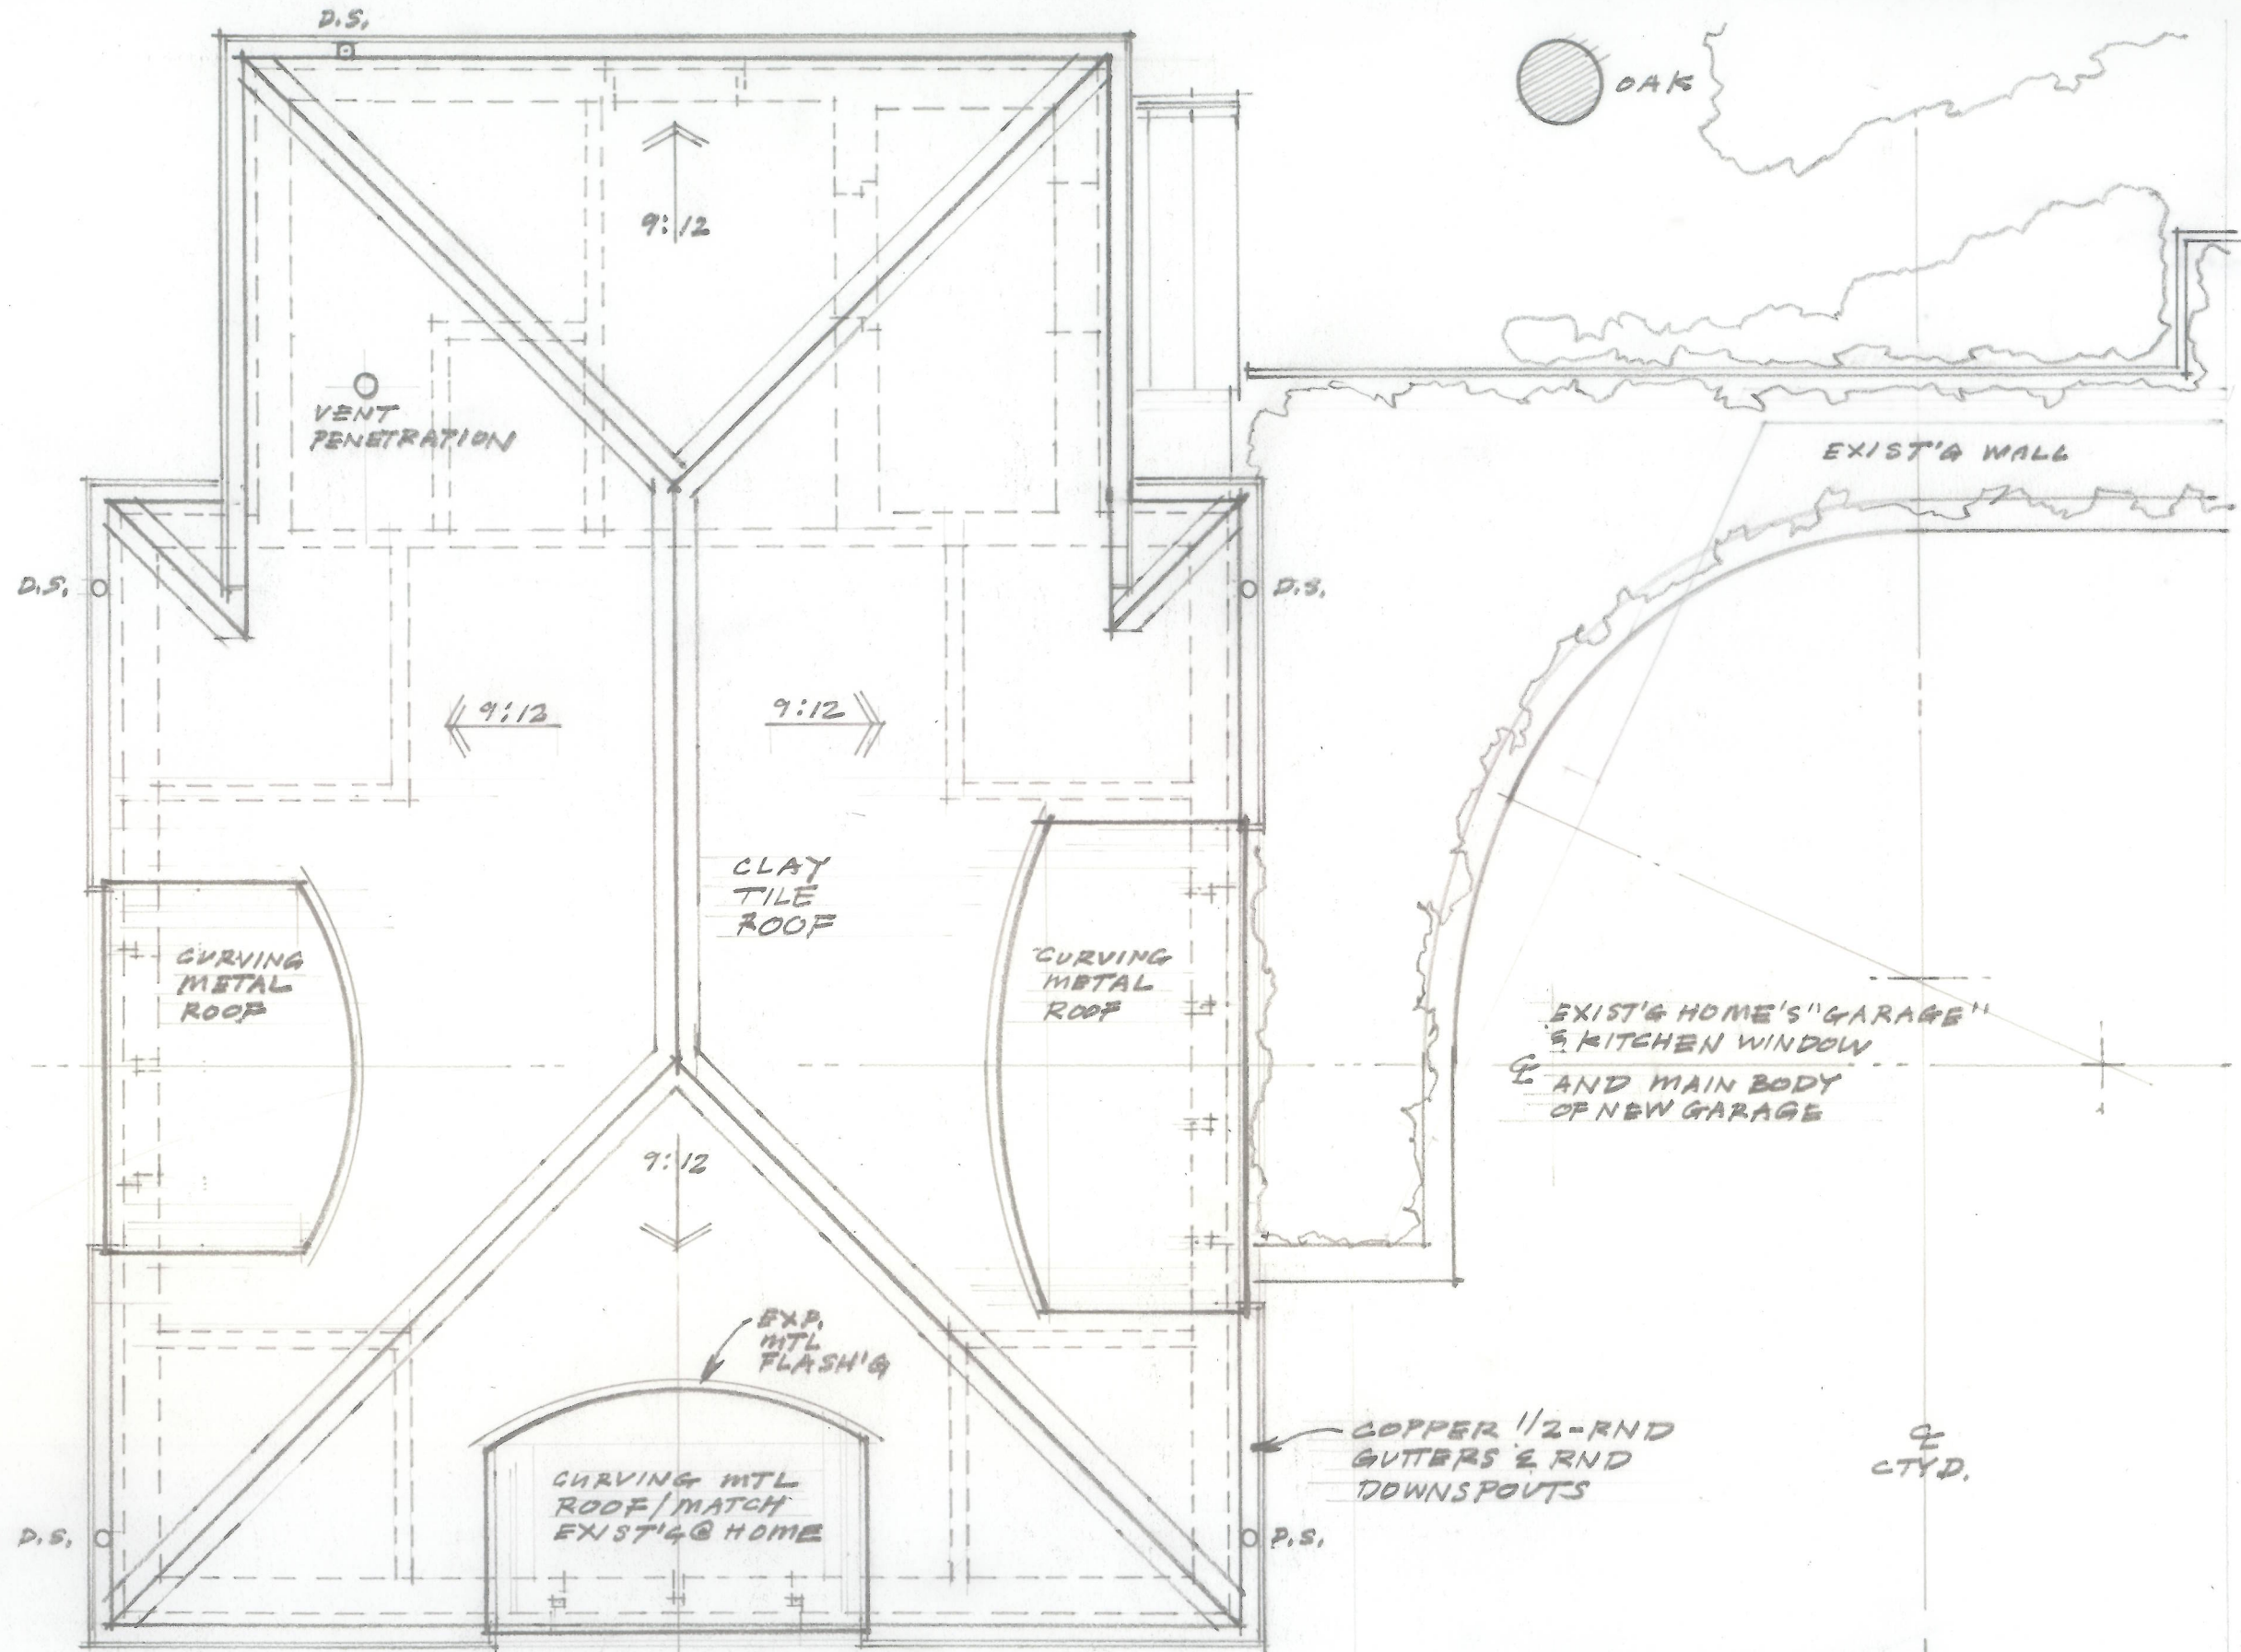 D.S.
OAK
9:12
EXIST'G WALL
VENT
PENETRATION
D.S.
D.S.
9:12
9:12
CLAY
TILE
ROOF
CURVING
METAL
ROOF
CURVING
METAL
ROOF
EXIST'G HOME'S "GARAGE"
& KITCHEN WINDOW
℄ AND MAIN BODY
OF NEW GARAGE
9:12
EXP.
MTL
FLASH'G
COPPER 1/2-RND
GUTTERS & RND
DOWNSPOUTS
℄
CTYD.
CURVING MTL
ROOF/MATCH
EXIST'G @ HOME
D.S.
D.S.